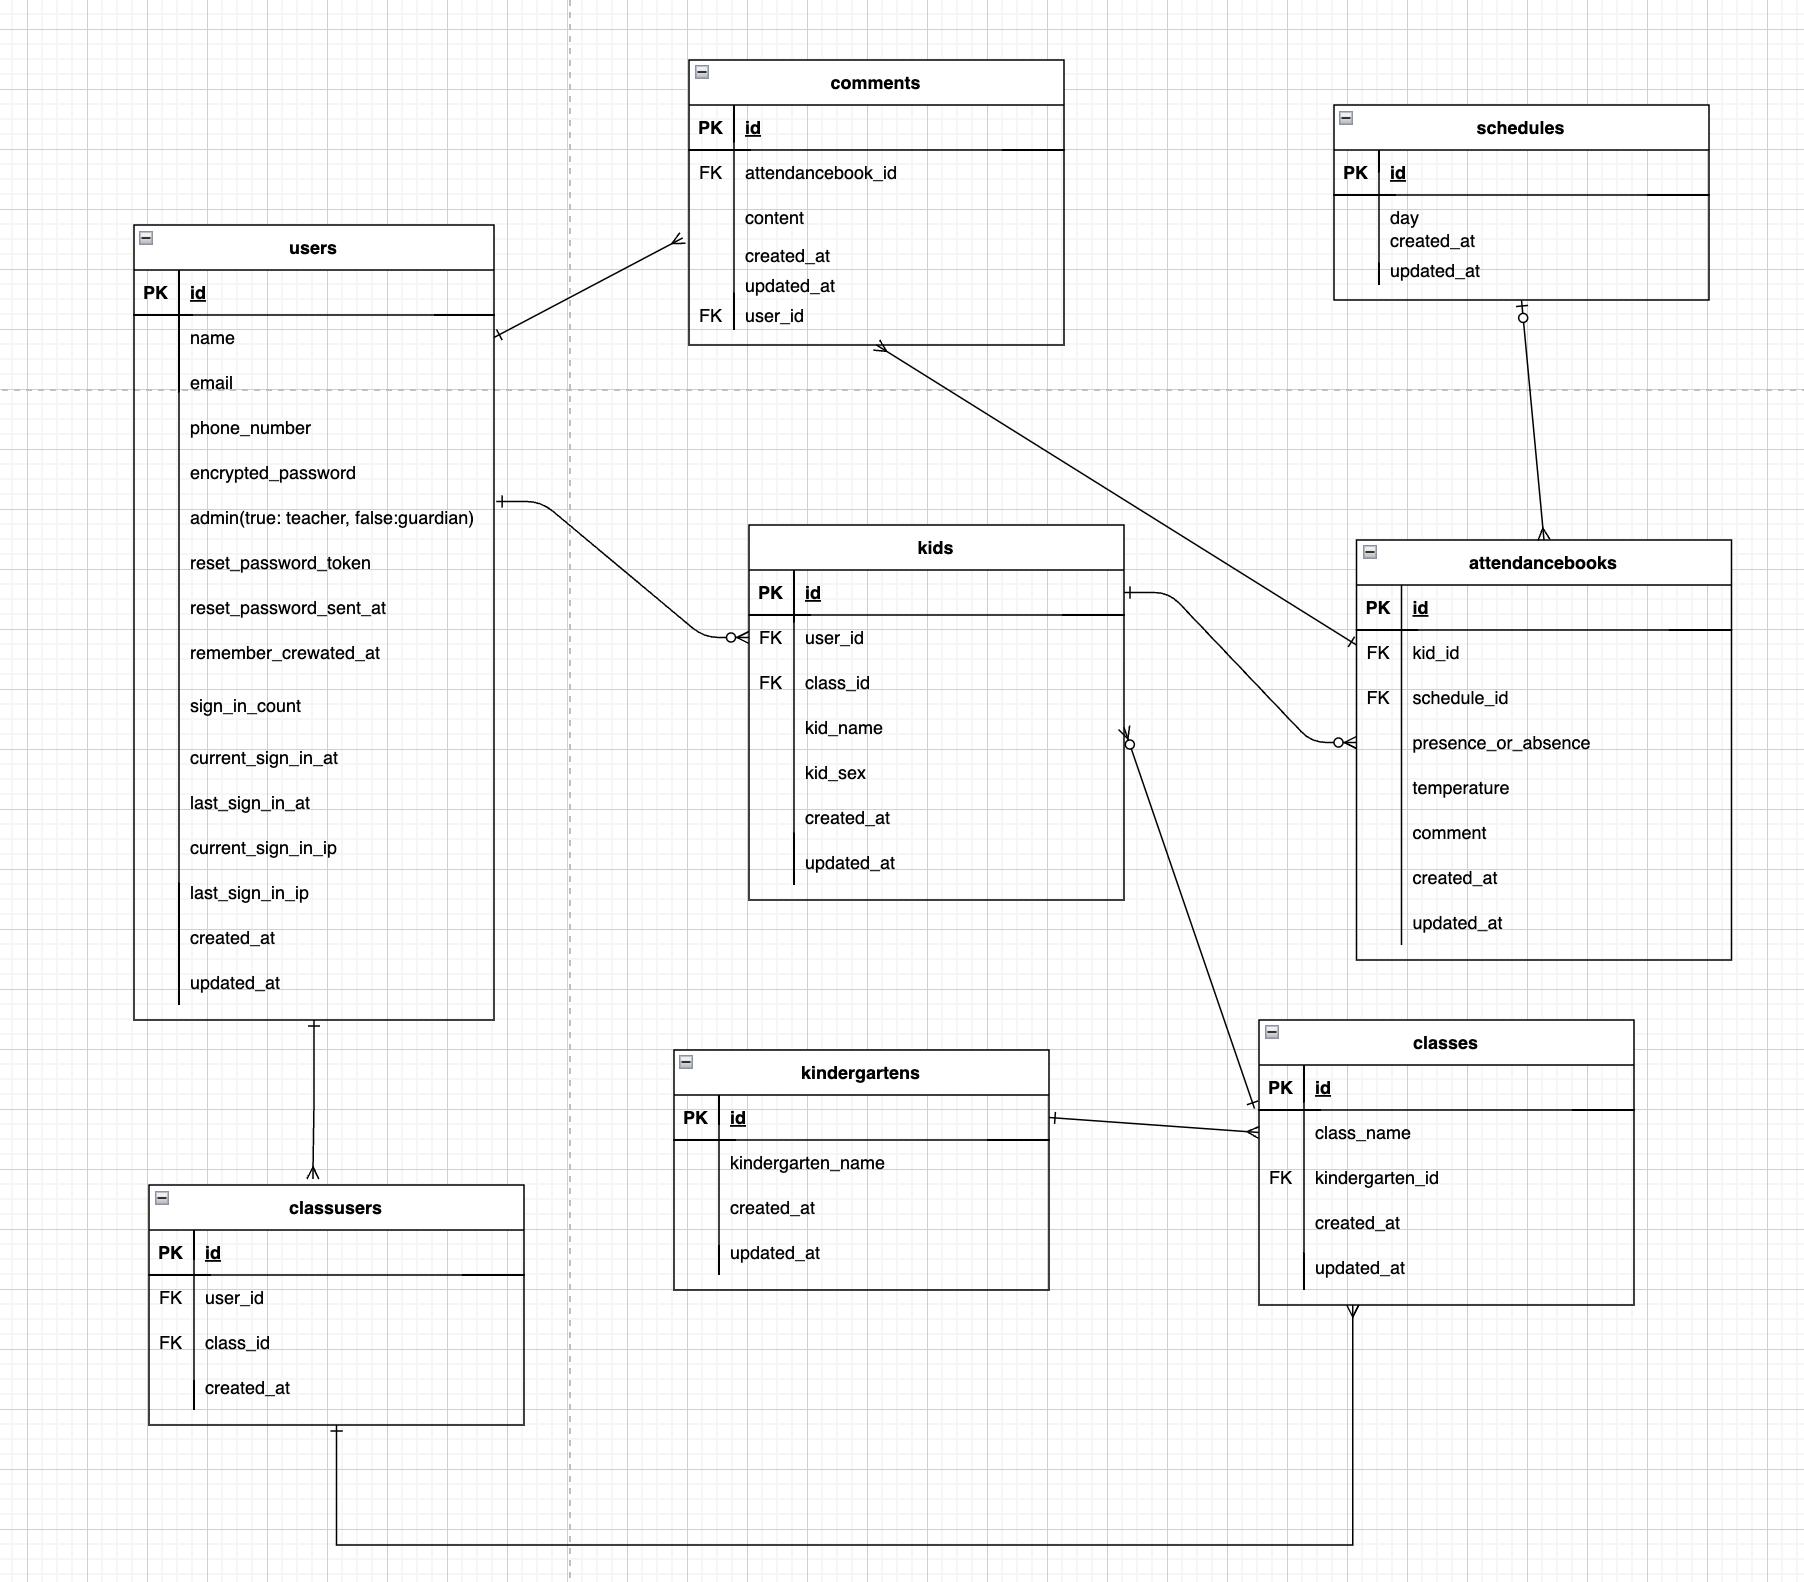 comments
PK id
FK attendancebook_id
content
created_at
updated_at
FK user_id
schedules
PK id
day
created_at
updated_at
users
PK id
name
email
phone_number
encrypted_password
admin(true: teacher, false:guardian)
reset_password_token
reset_password_sent_at
remember_crewated_at
sign_in_count
current_sign_in_at
last_sign_in_at
current_sign_in_ip
last_sign_in_ip
created_at
updated_at
kids
PK id
FK user_id
FK class_id
kid_name
kid_sex
created_at
updated_at
attendancebooks
PK id
FK kid_id
FK schedule_id
presence_or_absence
temperature
comment
created_at
updated_at
kindergartens
PK id
kindergarten_name
created_at
updated_at
classes
PK id
class_name
FK kindergarten_id
created_at
updated_at
classusers
PK id
FK user_id
FK class_id
created_at